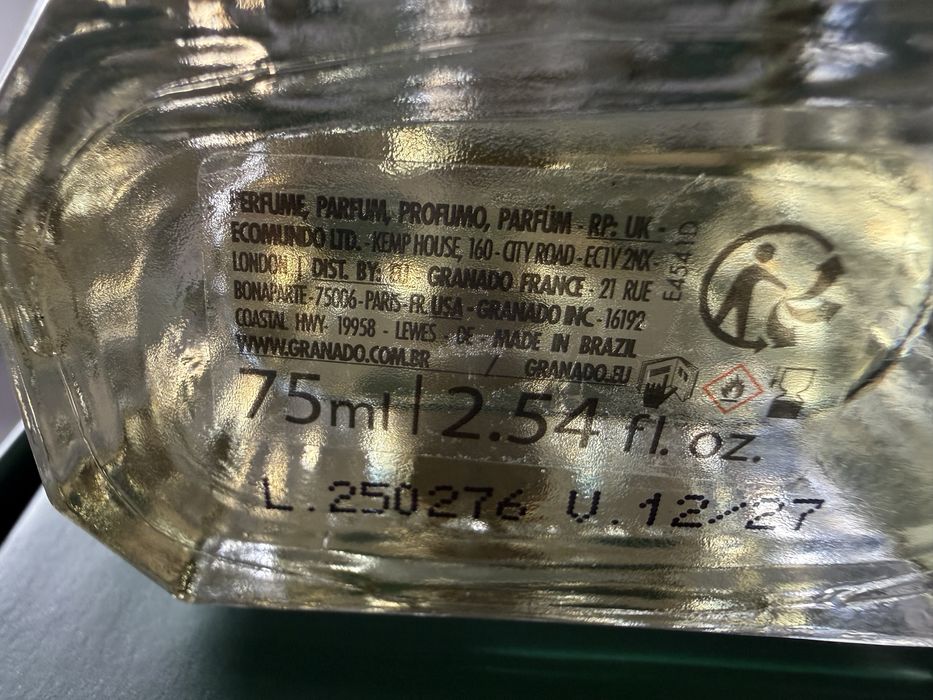 PERFUME, PARFUM, PROFUMO, PARFÜM - RP: UK -
ECOMUNDO LTD. - KEMP HOUSE, 160 - CITY ROAD - EC1V 2NX -
LONDON | DIST. BY: EU GRANADO FRANCE - 21 RUE
BONAPARTE - 75006 - PARIS - FR. USA - GRANADO INC - 16192
COASTAL HWY- 19958 - LEWES - DE - MADE IN BRAZIL
WWW.GRANADO.COM.BR / GRANADO.EU
E4541D
75ml | 2.54 fl. oz.
L.250276 V.12/27